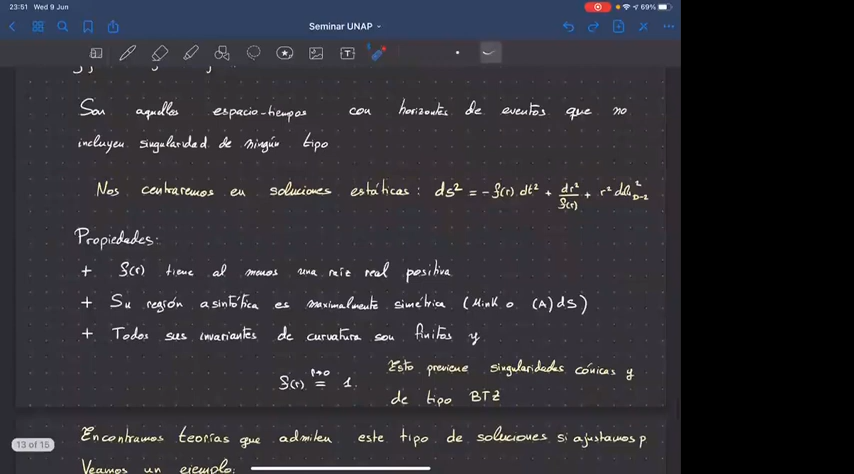 23:51 Wed 9 Jun
69%
Seminar UNAP
Son aquellos espacio-tiempos con horizontes de eventos que no
incluyen singularidad de ningún tipo
Nos centraremos en soluciones estáticas: ds² = -f(r) dt² + dr²/f(r) + r² dΩ²_{D-2}
Propiedades:
+ f(r) tiene al menos una raíz real positiva
+ Su región asintótica es maximalmente simétrica (Mink o (A)dS)
+ Todos sus invariantes de curvatura son finitos y
f(r) =^{r→0} 1. Esto previene singularidades cónicas y
de tipo BTZ
13 of 15
Encontramos teorías que admiten este tipo de soluciones si ajustamos p
Veamos un ejemplo: